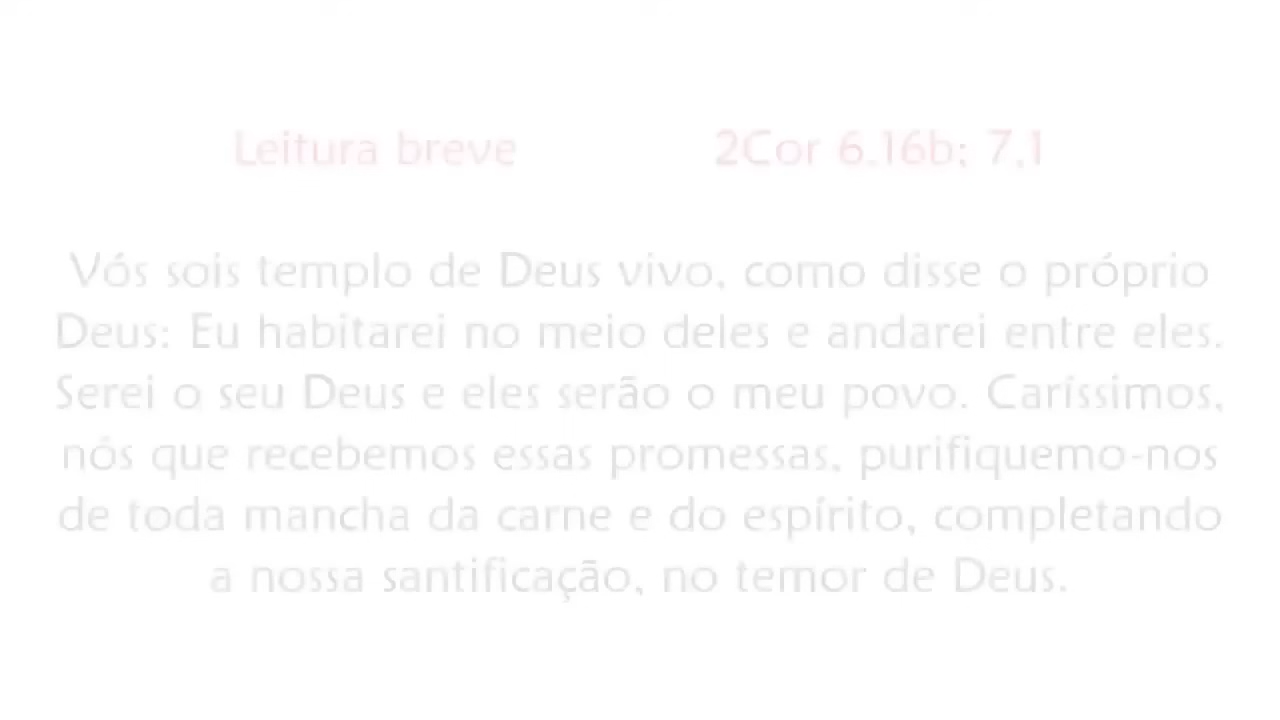 Leitura breve 2Cor 6,16b; 7,1
Vós sois templo de Deus vivo, como disse o próprio
Deus: Eu habitarei no meio deles e andarei entre eles.
Serei o seu Deus e eles serão o meu povo. Caríssimos,
nós que recebemos essas promessas, purifiquemo-nos
de toda mancha da carne e do espírito, completando
a nossa santificação, no temor de Deus.